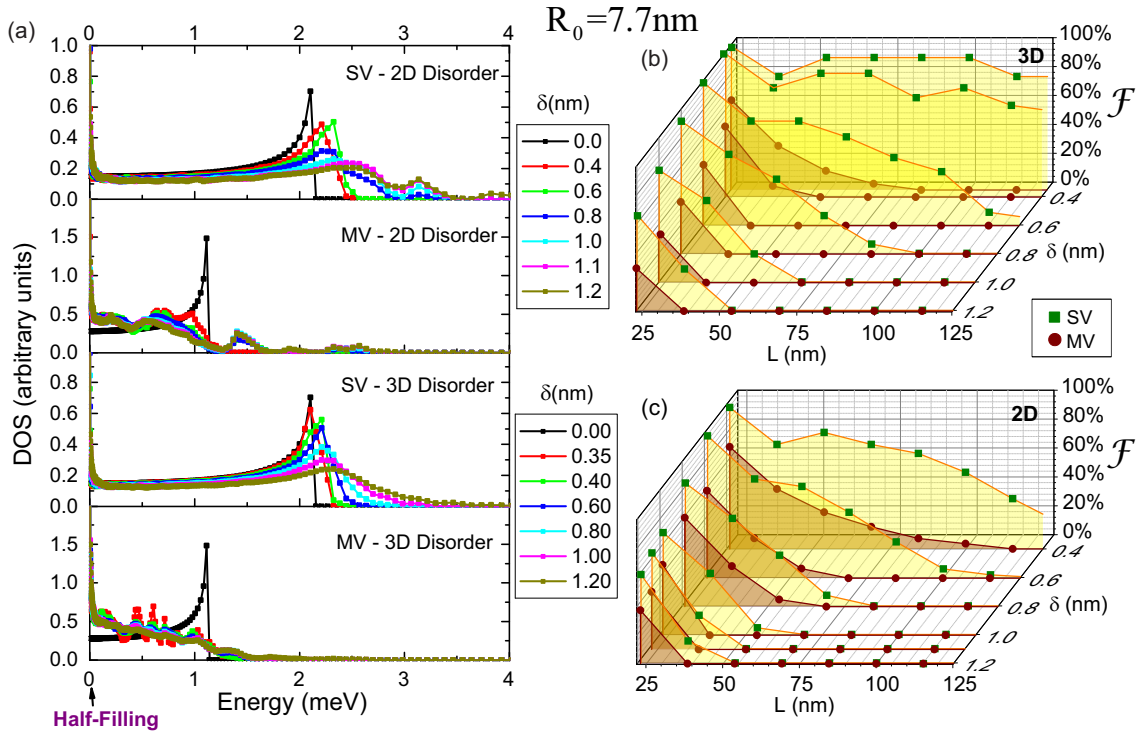 R₀=7.7nm
(a)
SV - 2D Disorder
MV - 2D Disorder
SV - 3D Disorder
MV - 3D Disorder
DOS (arbitrary units)
1.0
0.8
0.6
0.4
0.2
0.0
1.5
1.0
0.5
0.0
0.8
0.6
0.4
0.2
0.0
1.5
1.0
0.5
0.0
0 1 2 3 4
0 1 2 3 4
Energy (meV)
Half-Filling
δ(nm)
0.0
0.4
0.6
0.8
1.0
1.1
1.2
δ(nm)
0.00
0.35
0.40
0.60
0.80
1.00
1.20
(b)
3D
100%
80%
60%
40%
20%
0%
ℱ
0.4
0.6
0.8
1.0
1.2
δ (nm)
25 50 75 100 125
L (nm)
SV
MV
(c)
2D
100%
80%
60%
40%
20%
0%
ℱ
0.4
0.6
0.8
1.0
1.2
δ (nm)
25 50 75 100 125
L (nm)